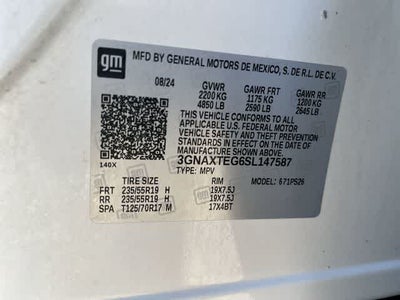 gm
MFD BY GENERAL MOTORS DE MEXICO, S. DE R.L. DE C.V.
08/24 GVWR GAWR FRT GAWR RR
2200 KG 1175 KG 1200 KG
4850 LB 2590 LB 2645 LB
THIS VEHICLE CONFORMS TO ALL
APPLICABLE U.S. FEDERAL MOTOR
VEHICLE SAFETY AND THEFT PREVENTION
STANDARDS IN EFFECT ON THE DATE OF
MANUFACTURE SHOWN ABOVE.
3GNAXTEG6SL147587
140X TYPE: MPV MODEL: 671PS26
TIRE SIZE RIM
FRT 235/55R19 H 19X7.5J
RR 235/55R19 H 19X7.5J
SPA T125/70R17 M 17X4BT